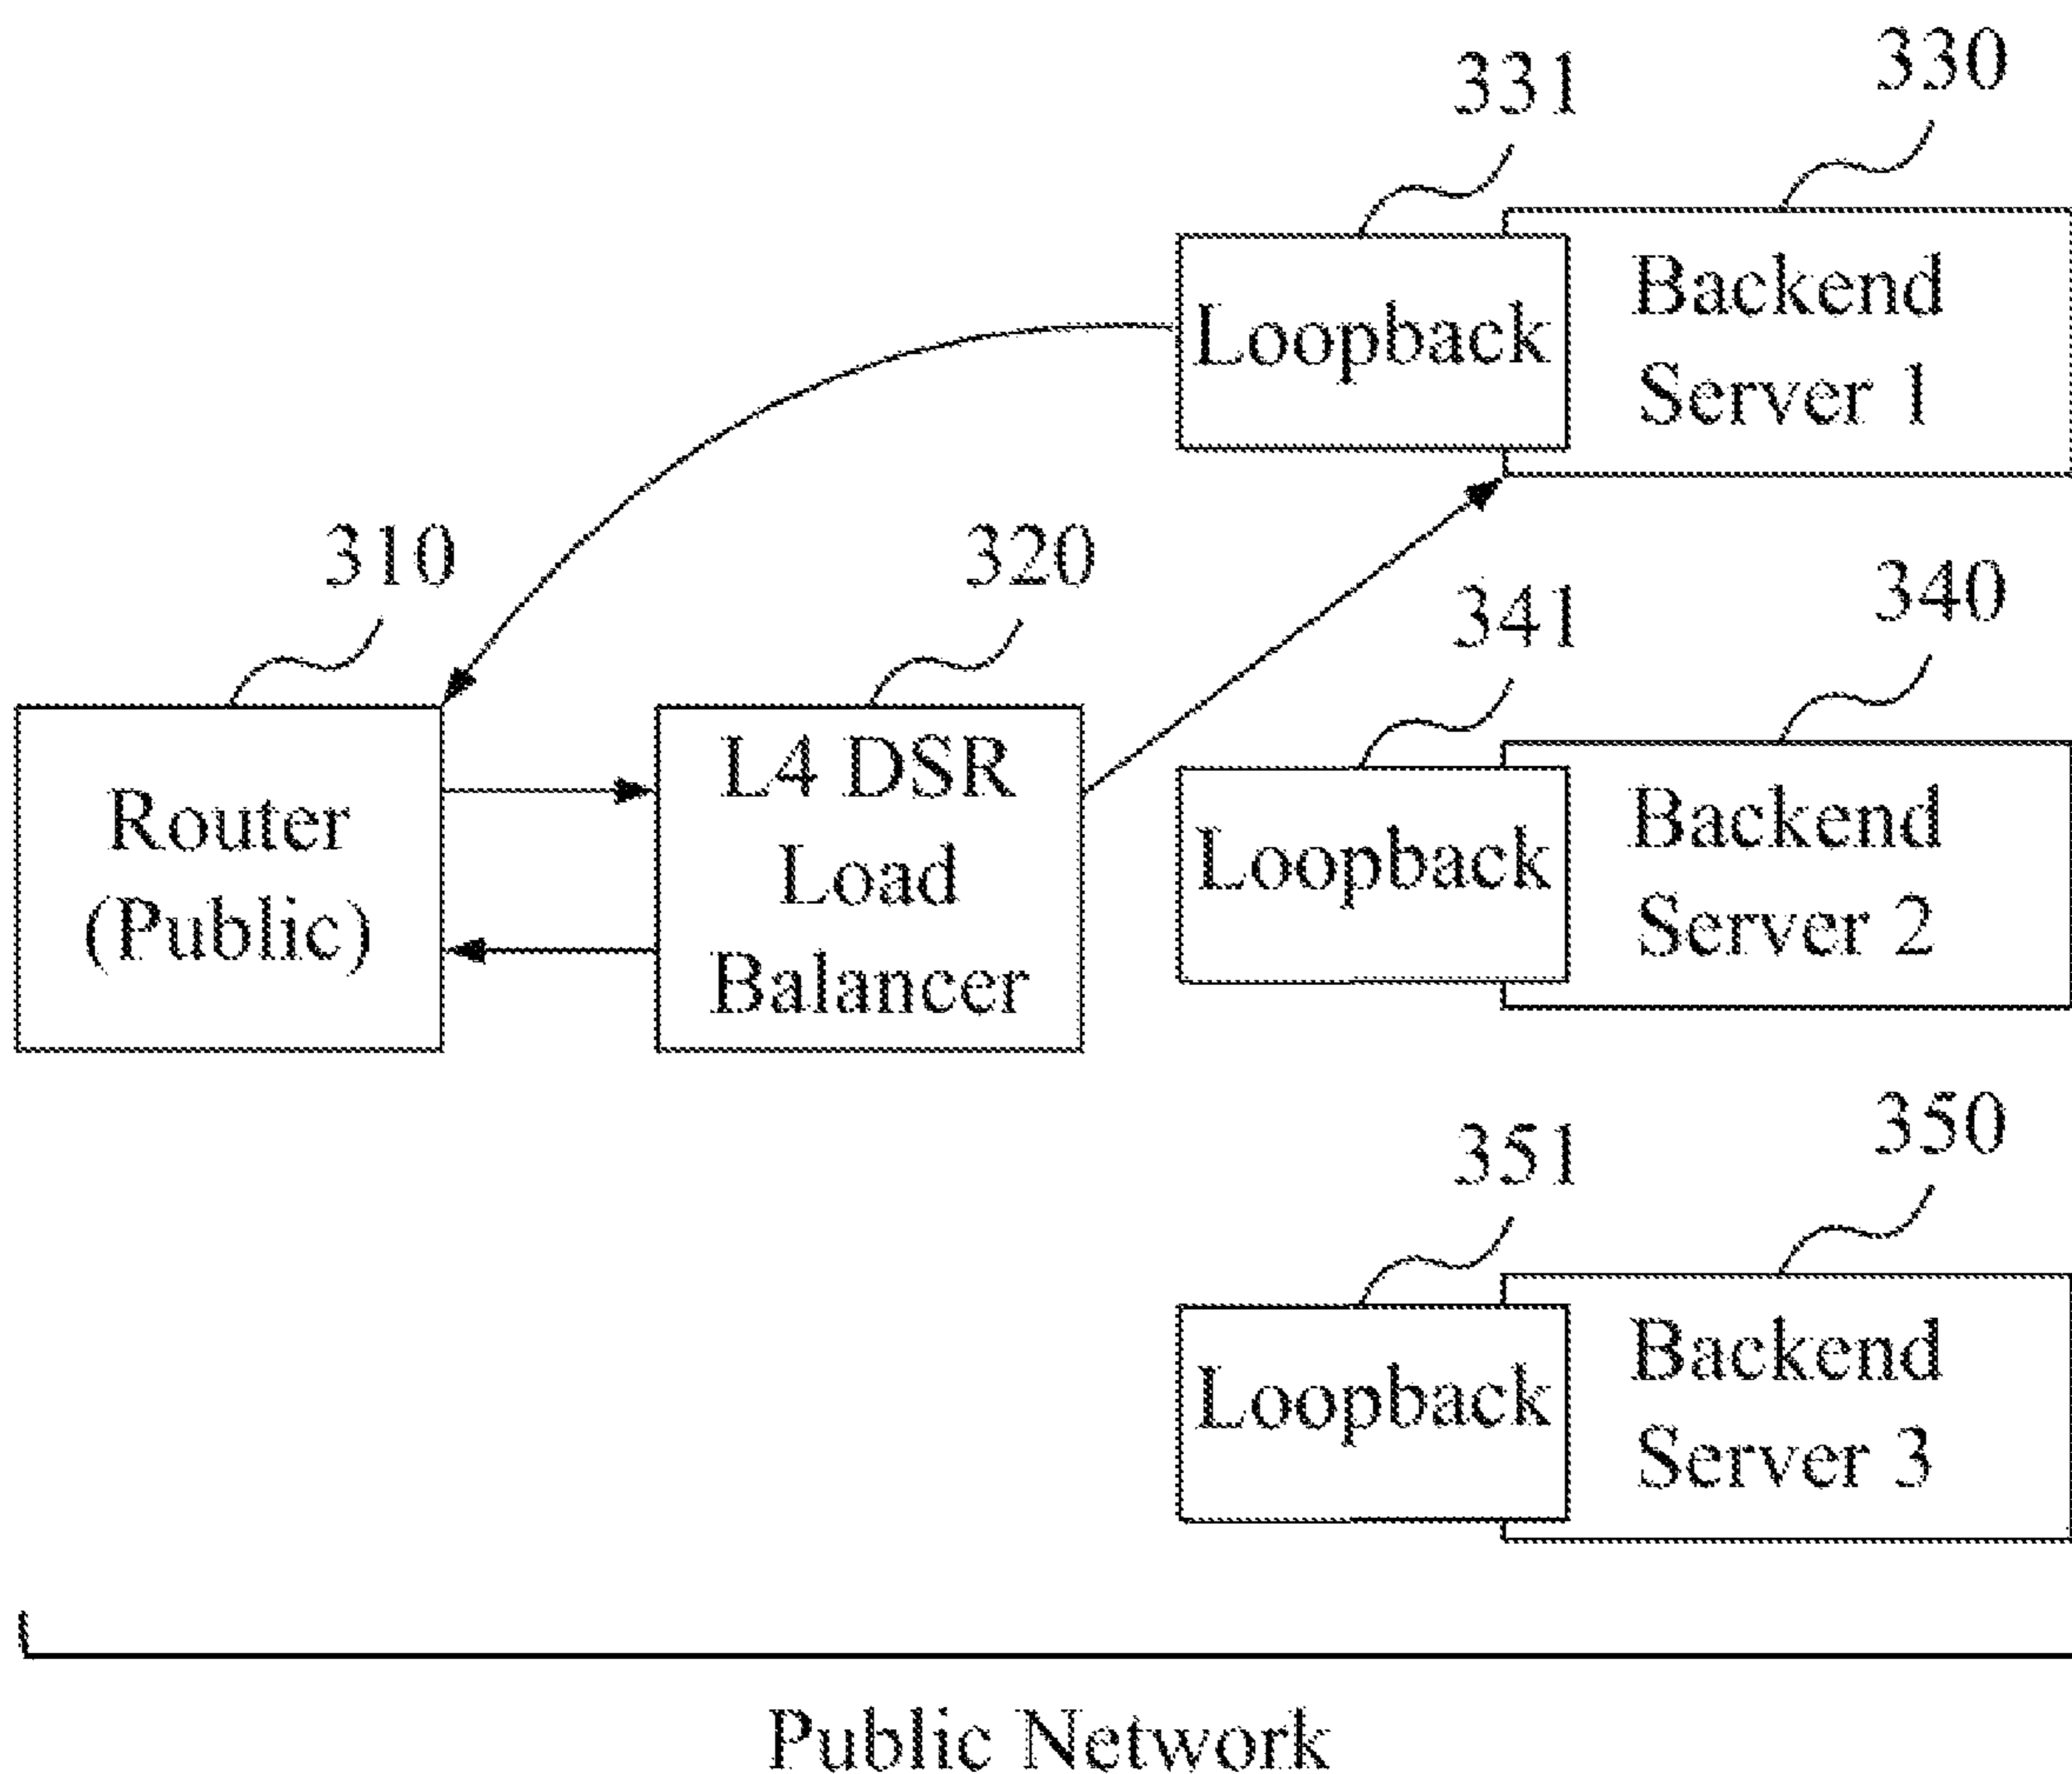 330
331
Backend
Server 1
Loopback
310
320
340
341
Router
(Public)
L4 DSR
Load
Balancer
Backend
Server 2
Loopback
350
351
Backend
Server 3
Loopback
Public Network